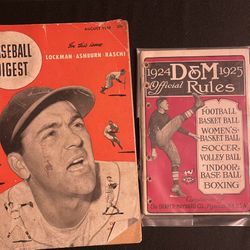 BASEBALL
DIGEST
AUGUST
In this issue
LOCKMAN·ASHBURN·RASCHI
1924 D&M 1925
Official Rules
FOOTBALL
BASKET BALL
WOMEN'S
BASKET BALL
SOCCER
VOLLEY BALL
"INDOOR"
BASE BALL
BOXING